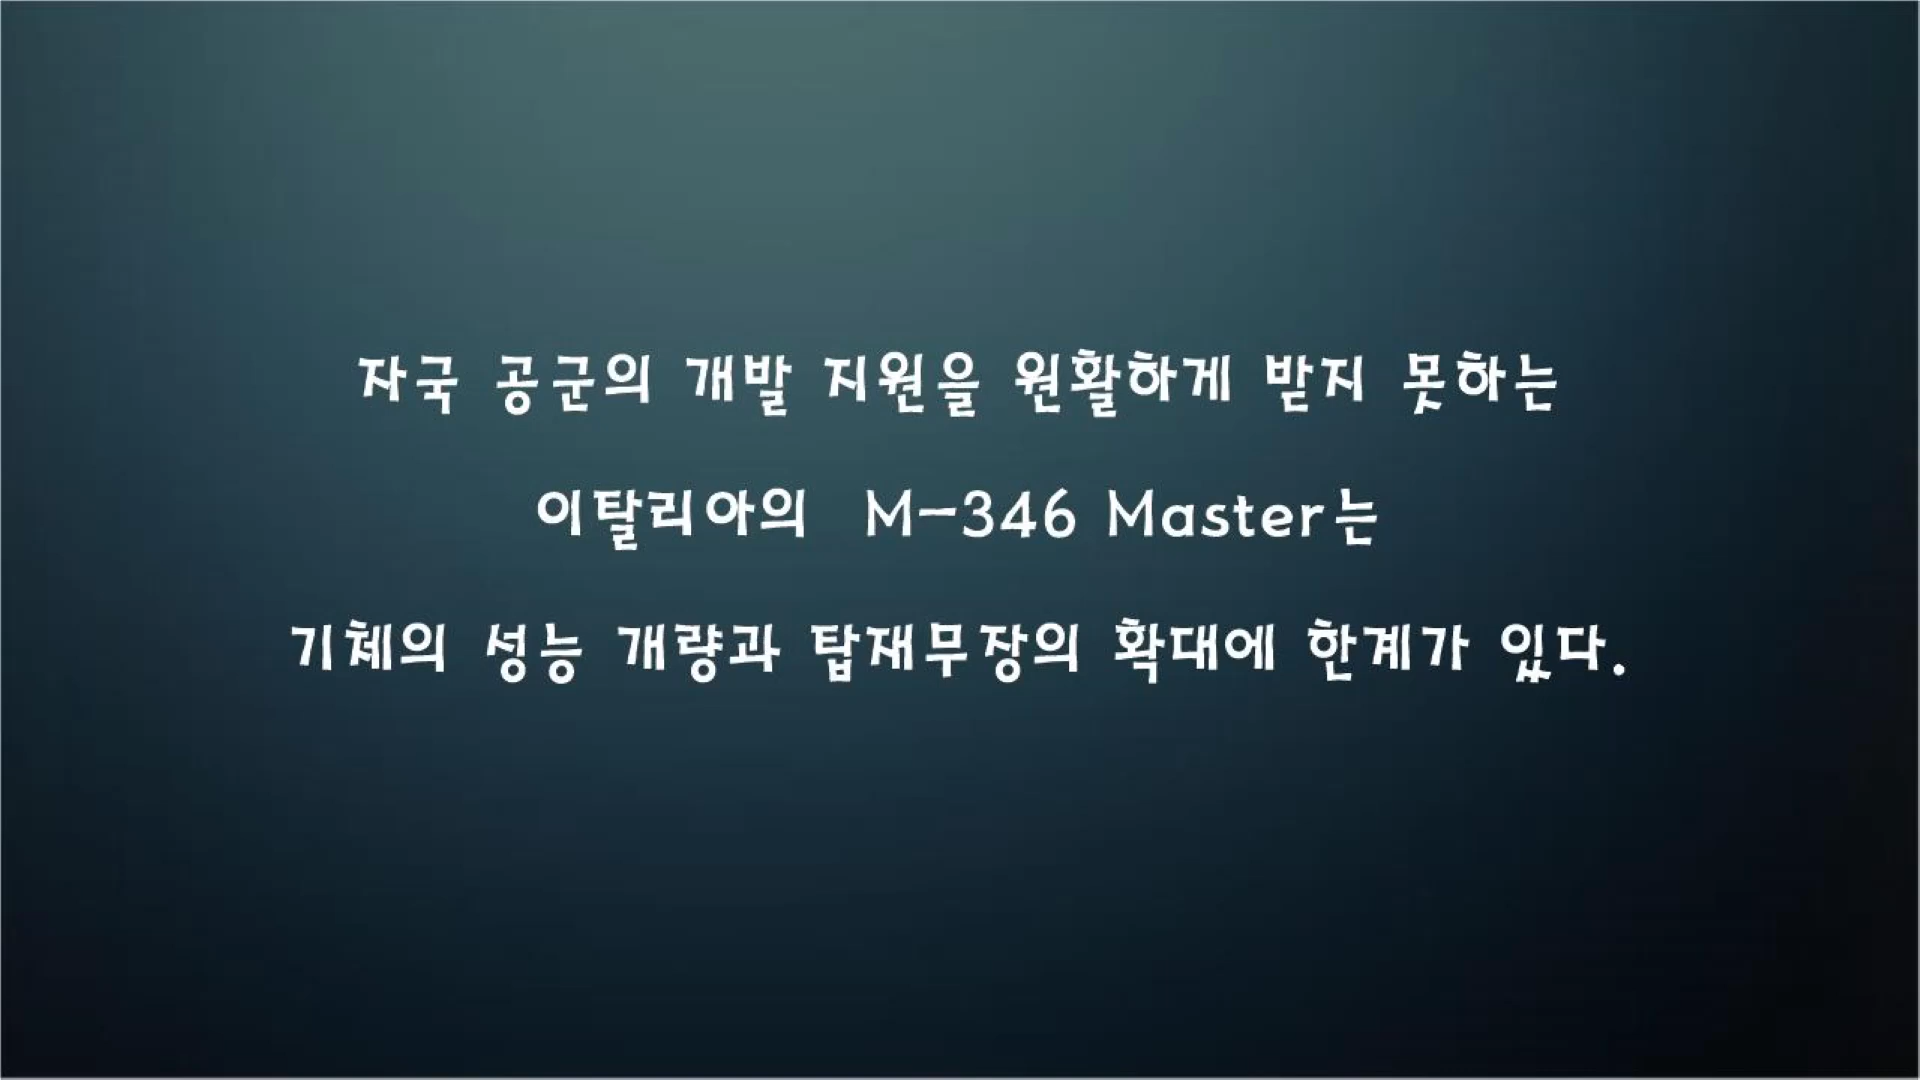 자국 공군의 개발 지원을 원활하게 받지 못하는
이탈리아의 M-346 Master는
기체의 성능 개량과 탑재무장의 확대에 한계가 있다.